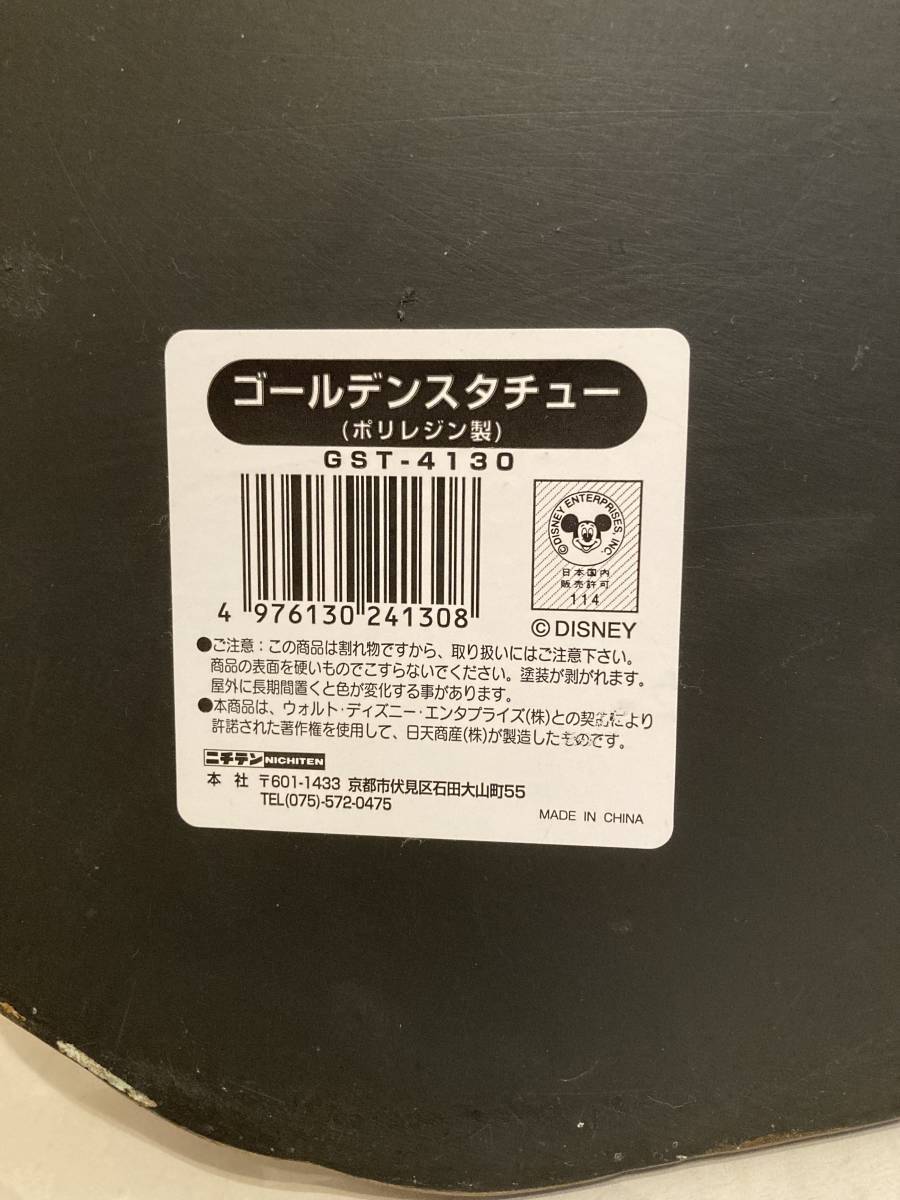 ゴールデンスタチュー
(ポリレジン製)
GST-4130
4 976130 241308
©DISNEY ENTERPRISES, INC.
日本国内
販売許可
114
©DISNEY
●ご注意：この商品は割れ物ですから、取り扱いにはご注意下さい。
商品の表面を硬いものでこすらないでください。塗装が剥がれます。
屋外に長期間置くと色が変化する事があります。
●本商品は、ウォルト・ディズニー・エンタプライズ(株)との契約により
許諾された著作権を使用して、日天商産(株)が製造したものです。
ニチテン NICHITEN
本 社 〒601-1433 京都市伏見区石田大山町55
TEL(075)-572-0475
MADE IN CHINA